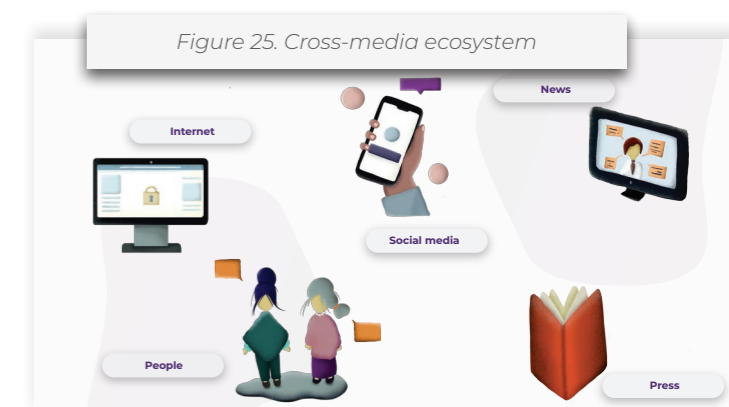 Figure 25. Cross-media ecosystem
News
Internet
Social media
People
Press